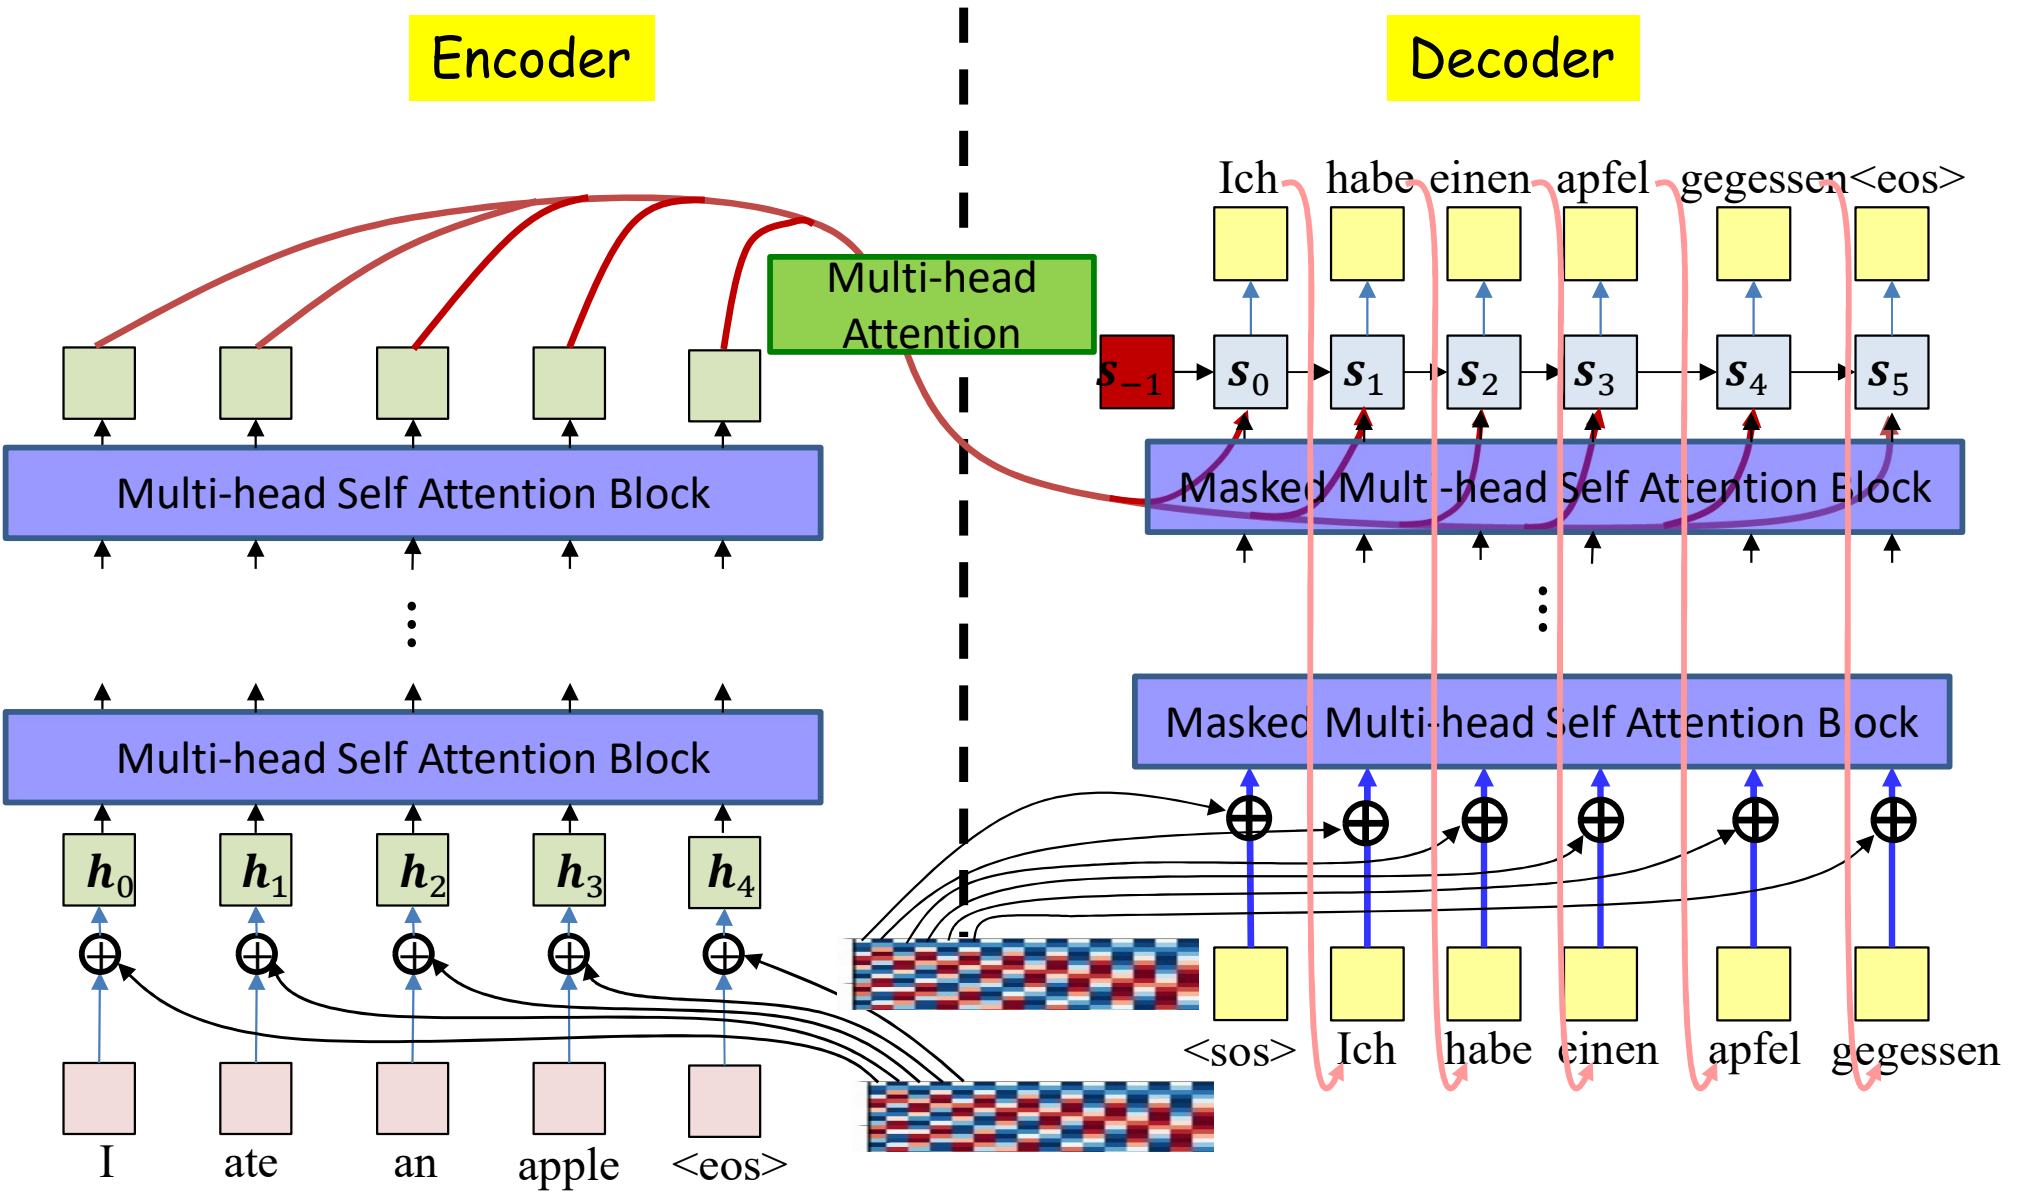 Encoder
Decoder
Ich habe einen apfel gegessen <eos>
Multi-head
Attention
s₋₁ s₀ s₁ s₂ s₃ s₄ s₅
Multi-head Self Attention Block
Masked Multi-head Self Attention Block
⋮
⋮
Multi-head Self Attention Block
Masked Multi-head Self Attention Block
h₀ h₁ h₂ h₃ h₄
<sos> Ich habe einen apfel gegessen
I ate an apple <eos>